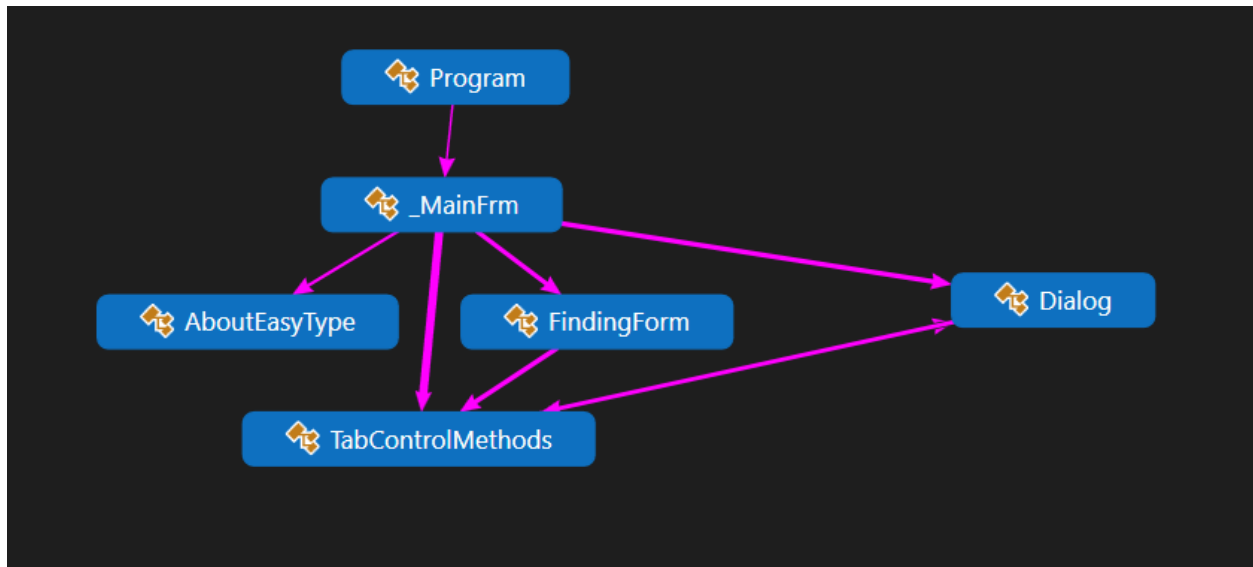 Program
_MainFrm
Dialog
AboutEasyType
FindingForm
TabControlMethods